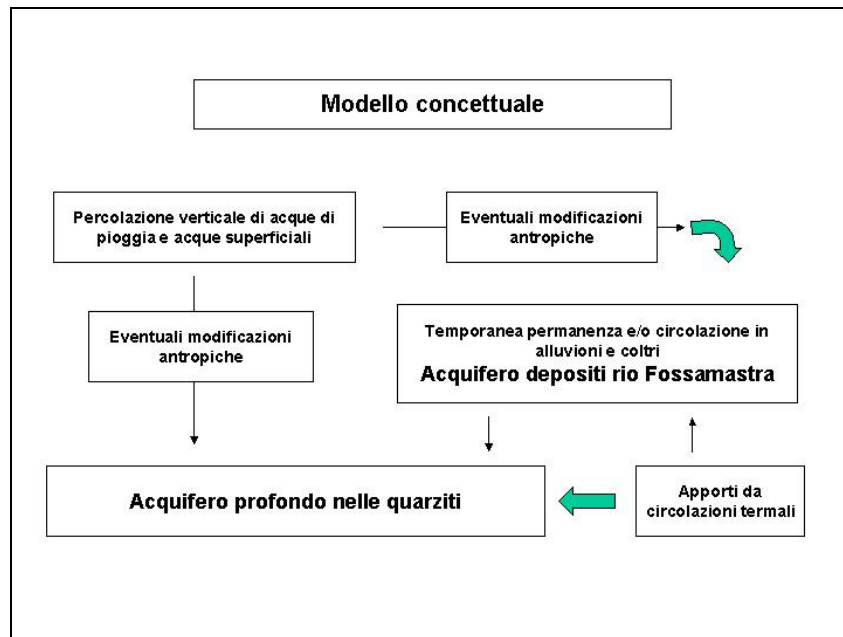 Modello concettuale
Percolazione verticale di acque di
pioggia e acque superficiali
Eventuali modificazioni
antropiche
Eventuali modificazioni
antropiche
Temporanea permanenza e/o circolazione in
alluvioni e coltri
Acquifero depositi rio Fossamastra
Acquifero profondo nelle quarziti
Apporti da
circolazioni termali